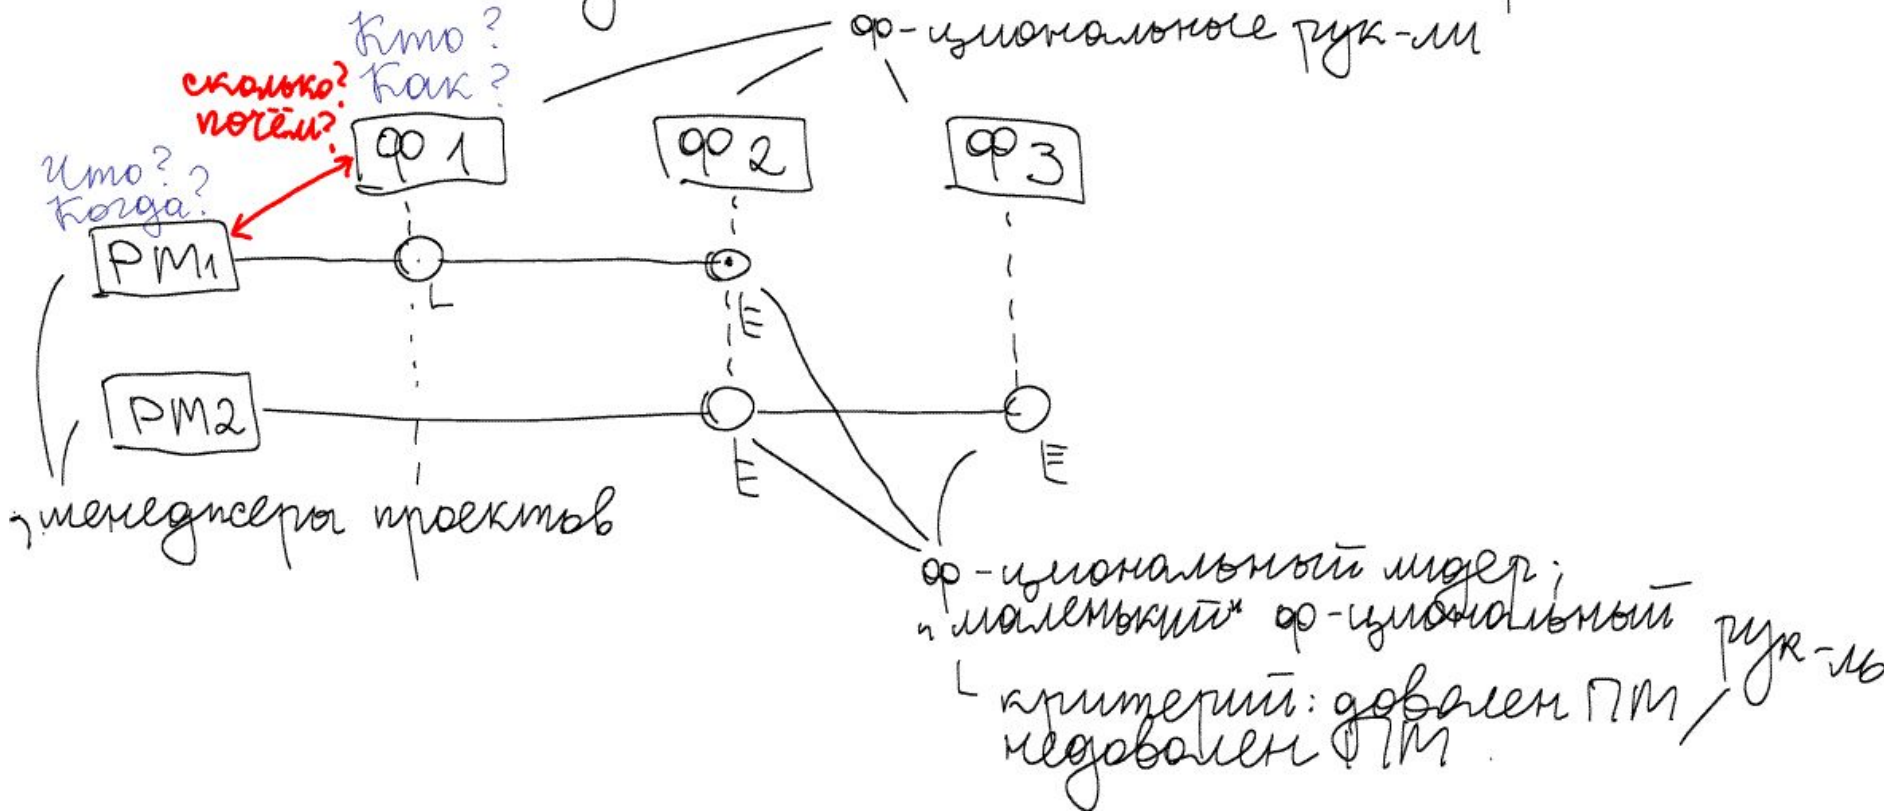 ф-циональные рук-ли
Кто?
Как?
сколько?
почём?
Ф1
Ф2
Ф3
Что?
Когда?
PM1
PM2
менеджеры проектов
ф-циональный лидер;
„маленький" ф-циональный рук-ль
критерий: доволен ПМ /
недоволен ПМ